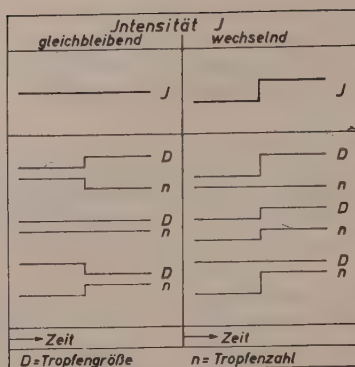 Intensität J
gleichbleibend wechselnd
J J
D D
n n
D D
n n
D D
n n
Zeit Zeit
D=Tropfengröße n=Tropfenzahl